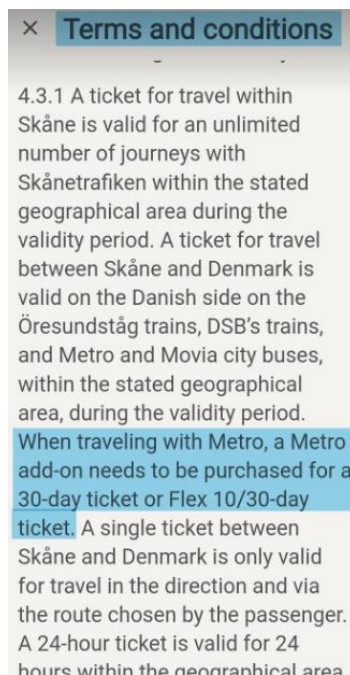 × Terms and conditions
4.3.1 A ticket for travel within
Skåne is valid for an unlimited
number of journeys with
Skånetrafiken within the stated
geographical area during the
validity period. A ticket for travel
between Skåne and Denmark is
valid on the Danish side on the
Öresundståg trains, DSB's trains,
and Metro and Movia city buses,
within the stated geographical
area, during the validity period.
When traveling with Metro, a Metro
add-on needs to be purchased for a
30-day ticket or Flex 10/30-day
ticket. A single ticket between
Skåne and Denmark is only valid
for travel in the direction and via
the route chosen by the passenger.
A 24-hour ticket is valid for 24
hours within the geographical area